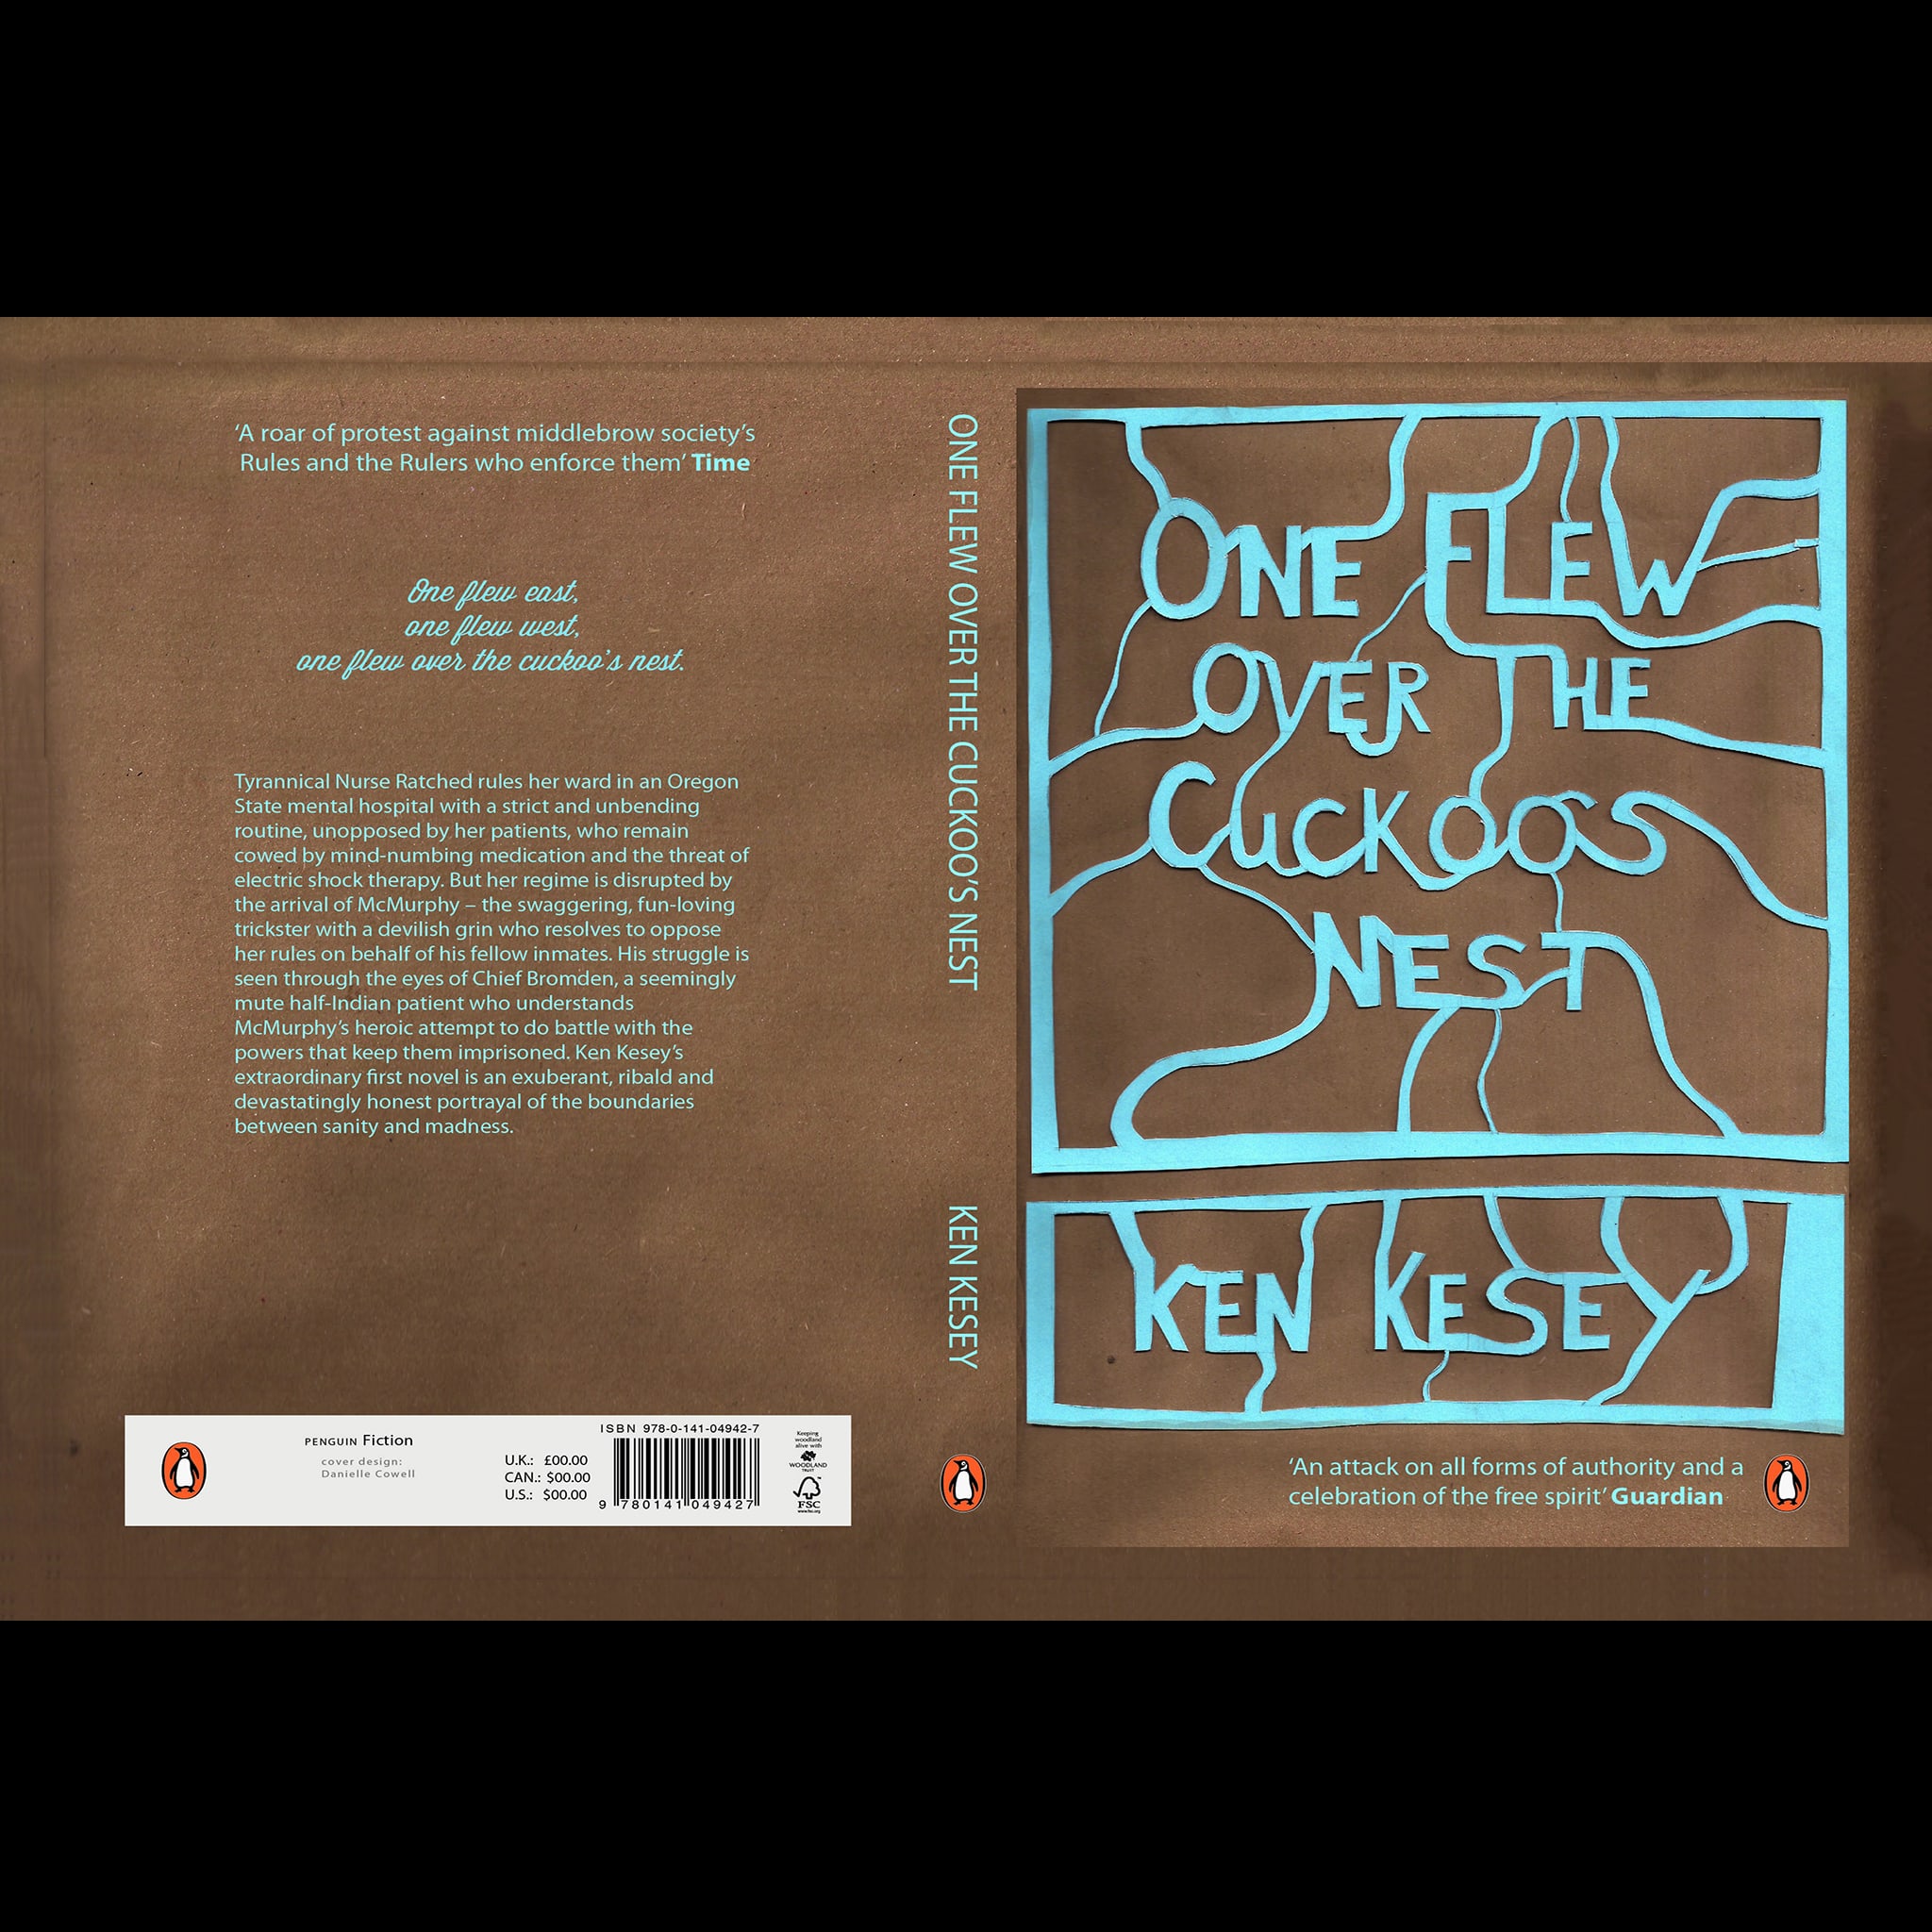 ‘A roar of protest against middlebrow society’s
Rules and the Rulers who enforce them’ Time
One flew east,
one flew west,
one flew over the cuckoo’s nest.
Tyrannical Nurse Ratched rules her ward in an Oregon
State mental hospital with a strict and unbending
routine, unopposed by her patients, who remain
cowed by mind-numbing medication and the threat of
electric shock therapy. But her regime is disrupted by
the arrival of McMurphy – the swaggering, fun-loving
trickster with a devilish grin who resolves to oppose
her rules on behalf of his fellow inmates. His struggle is
seen through the eyes of Chief Bromden, a seemingly
mute half-Indian patient who understands
McMurphy’s heroic attempt to do battle with the
powers that keep them imprisoned. Ken Kesey’s
extraordinary first novel is an exuberant, ribald and
devastatingly honest portrayal of the boundaries
between sanity and madness.
PENGUIN Fiction
cover design:
Danielle Cowell
U.K.: £00.00
CAN.: $00.00
U.S.: $00.00
ISBN 978-0-141-04942-7
9 780141 049427
Keeping
woodland
alive with
WOODLAND
TRUST
FSC
www.fsc.org
ONE FLEW OVER THE CUCKOO’S NEST
KEN KESEY
ONE FLEW
OVER THE
CUCKOOS
NEST
KEN KESEY
‘An attack on all forms of authority and a
celebration of the free spirit’ Guardian